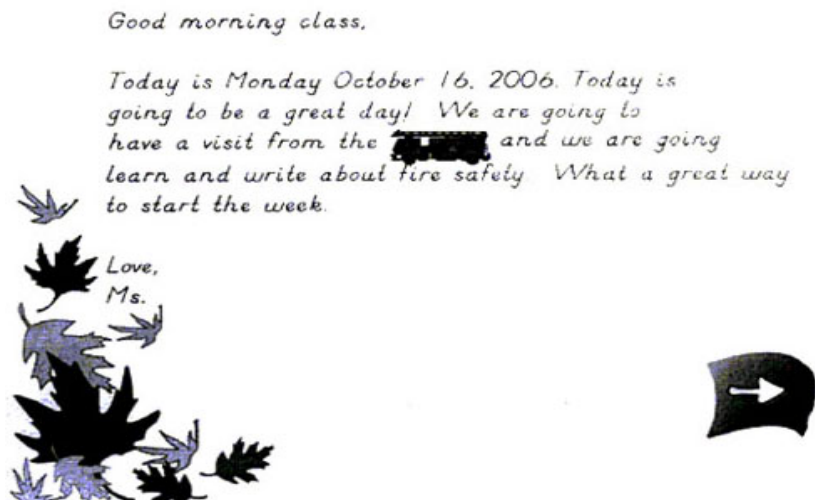 Good morning class,
Today is Monday October 16, 2006. Today is
going to be a great day! We are going to
have a visit from the and we are going
learn and write about fire safety. What a great way
to start the week.
Love,
Ms.